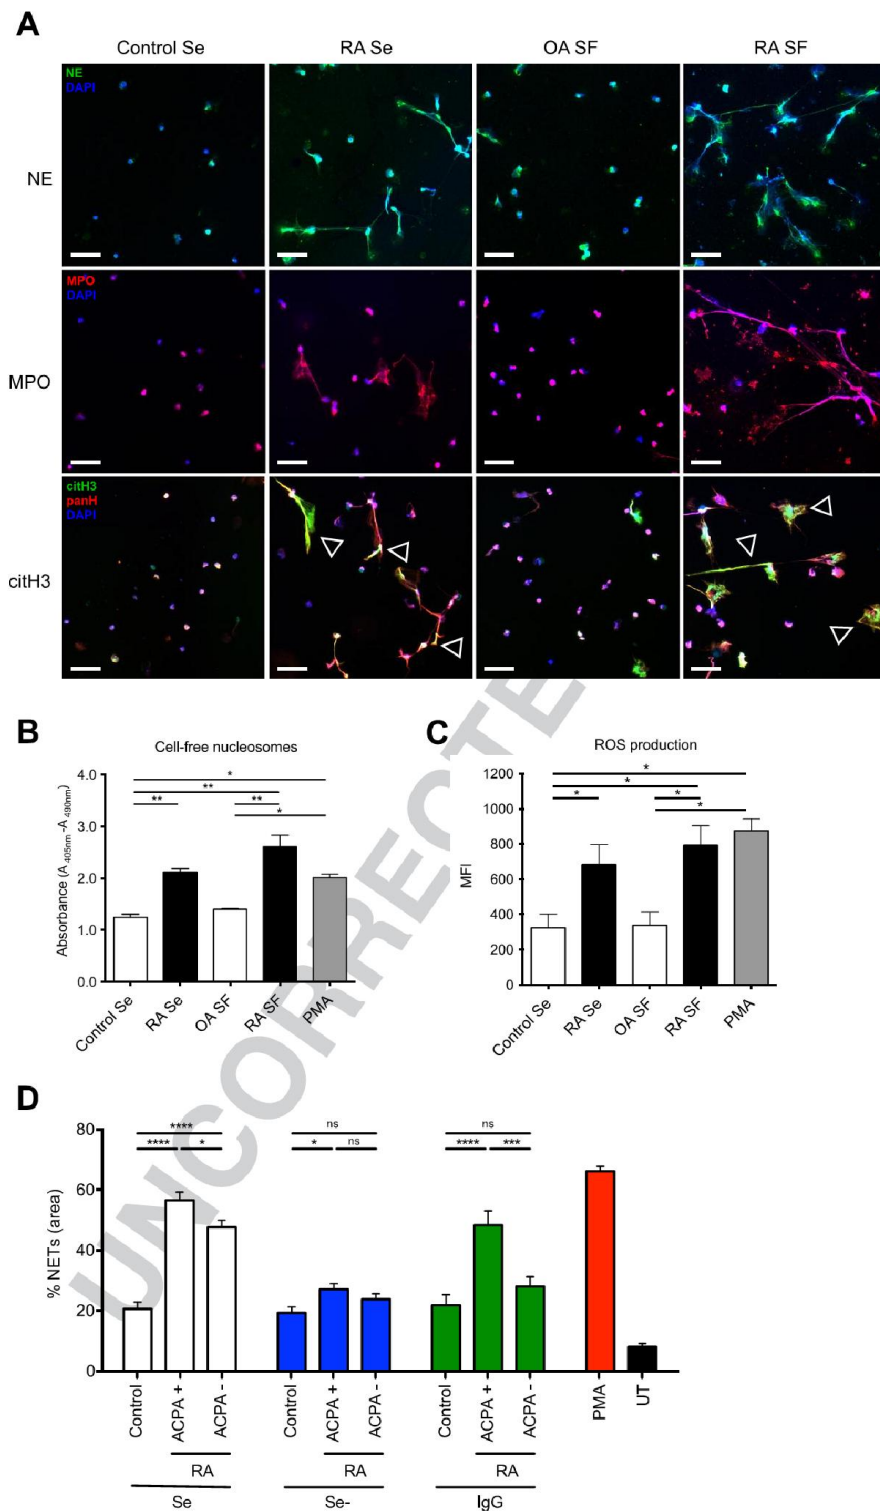 A
Control Se RA Se OA SF RA SF
NE
DAPI
NE
MPO
DAPI
MPO
citH3
panH
DAPI
citH3
B
Cell-free nucleosomes
*
**
** **
*
Absorbance (A 405nm -A 490nm)
4.0
3.0
2.0
1.0
0.0
Control Se
RA Se
OA SF
RA SF
PMA
C
ROS production
*
*
* *
*
MFI
1200
1000
800
600
400
200
0
Control Se
RA Se
OA SF
RA SF
PMA
D
**** ns ns
**** * * ns **** ***
% NETs (area)
80
60
40
20
0
Control ACPA + ACPA - Control ACPA + ACPA - Control ACPA + ACPA - PMA UT
RA RA RA
Se Se- IgG
UNCORRECTE